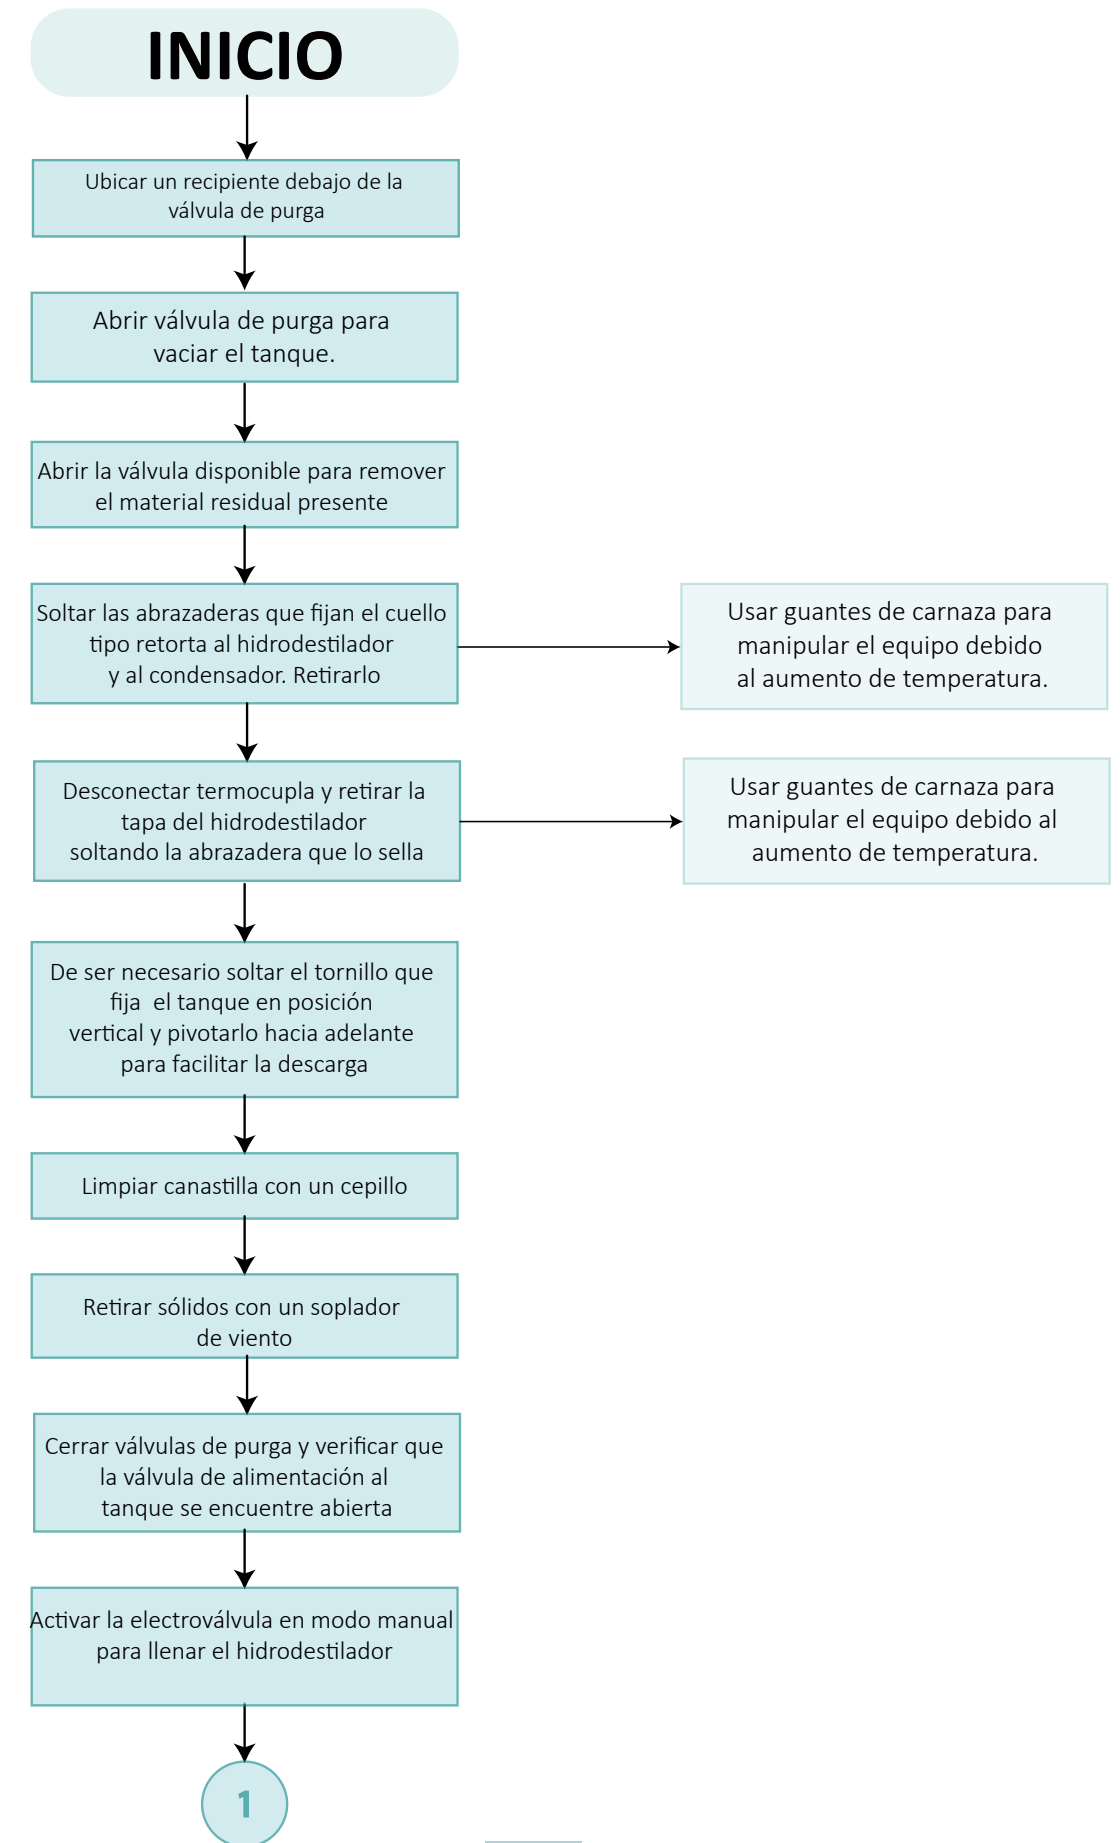 INICIO
Ubicar un recipiente debajo de la
válvula de purga
Abrir válvula de purga para
vaciar el tanque.
Abrir la válvula disponible para remover
el material residual presente
Soltar las abrazaderas que fijan el cuello
tipo retorta al hidrodestilador
y al condensador. Retirarlo
Usar guantes de carnaza para
manipular el equipo debido
al aumento de temperatura.
Desconectar termocupla y retirar la
tapa del hidrodestilador
soltando la abrazadera que lo sella
Usar guantes de carnaza para
manipular el equipo debido al
aumento de temperatura.
De ser necesario soltar el tornillo que
fija el tanque en posición
vertical y pivotarlo hacia adelante
para facilitar la descarga
Limpiar canastilla con un cepillo
Retirar sólidos con un soplador
de viento
Cerrar válvulas de purga y verificar que
la válvula de alimentación al
tanque se encuentre abierta
Activar la electroválvula en modo manual
para llenar el hidrodestilador
1